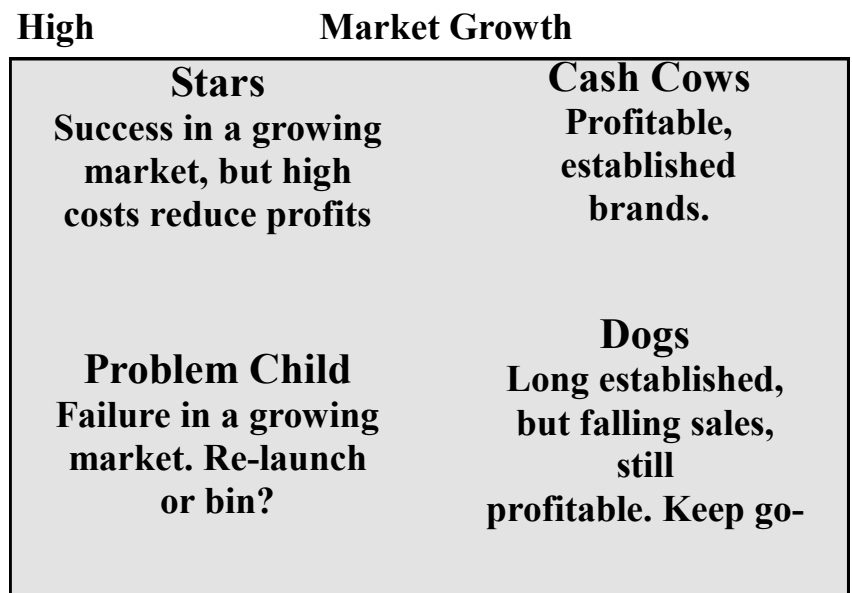 High Market Growth
Stars
Success in a growing
market, but high
costs reduce profits
Cash Cows
Profitable,
established
brands.
Problem Child
Failure in a growing
market. Re-launch
or bin?
Dogs
Long established,
but falling sales,
still
profitable. Keep go-